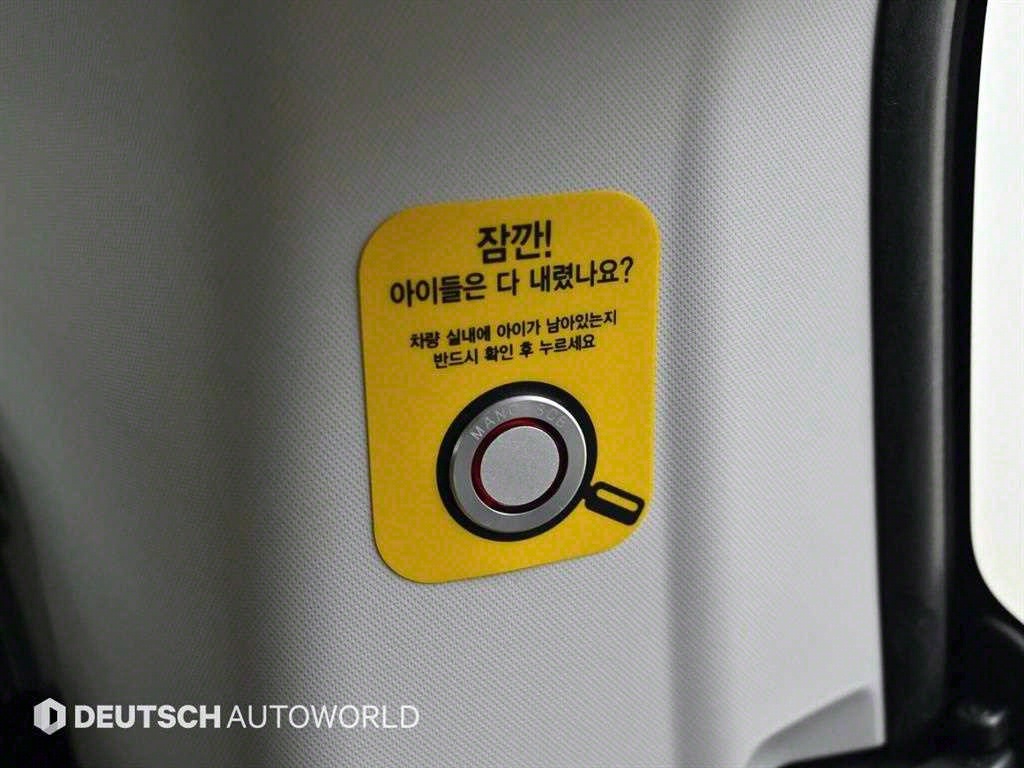 잠깐!
아이들은 다 내렸나요?
차량 실내에 아이가 남아있는지
반드시 확인 후 누르세요
DEUTSCH AUTOWORLD